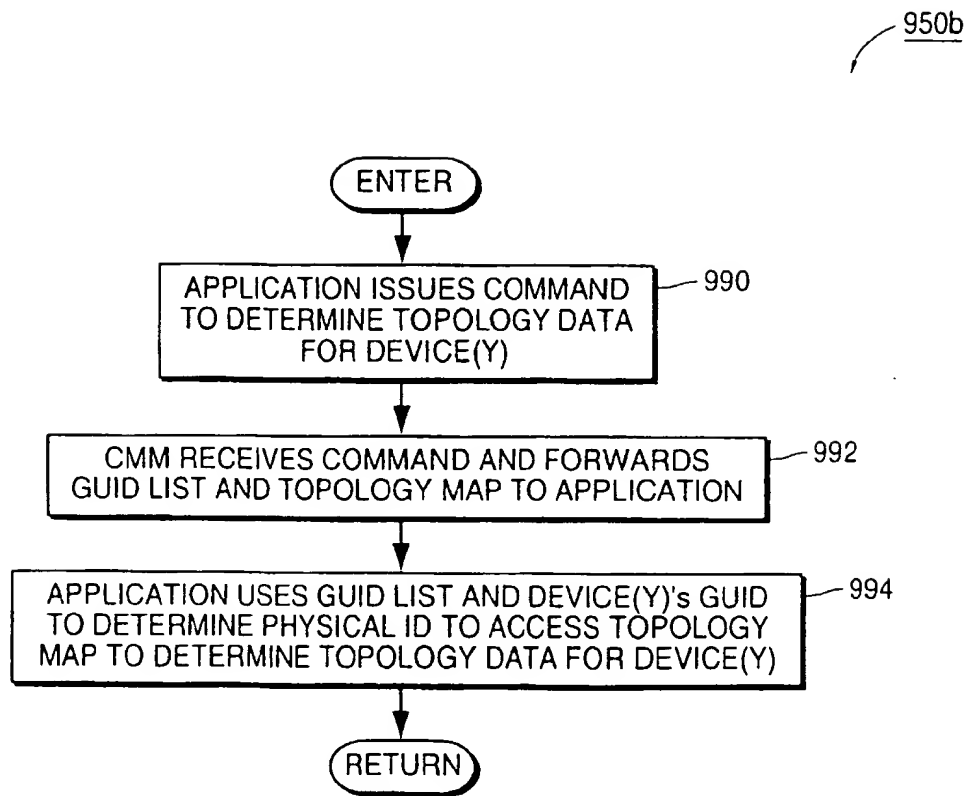 950b
ENTER
APPLICATION ISSUES COMMAND
TO DETERMINE TOPOLOGY DATA
FOR DEVICE(Y)
990
CMM RECEIVES COMMAND AND FORWARDS
GUID LIST AND TOPOLOGY MAP TO APPLICATION
992
APPLICATION USES GUID LIST AND DEVICE(Y)'s GUID
TO DETERMINE PHYSICAL ID TO ACCESS TOPOLOGY
MAP TO DETERMINE TOPOLOGY DATA FOR DEVICE(Y)
994
RETURN